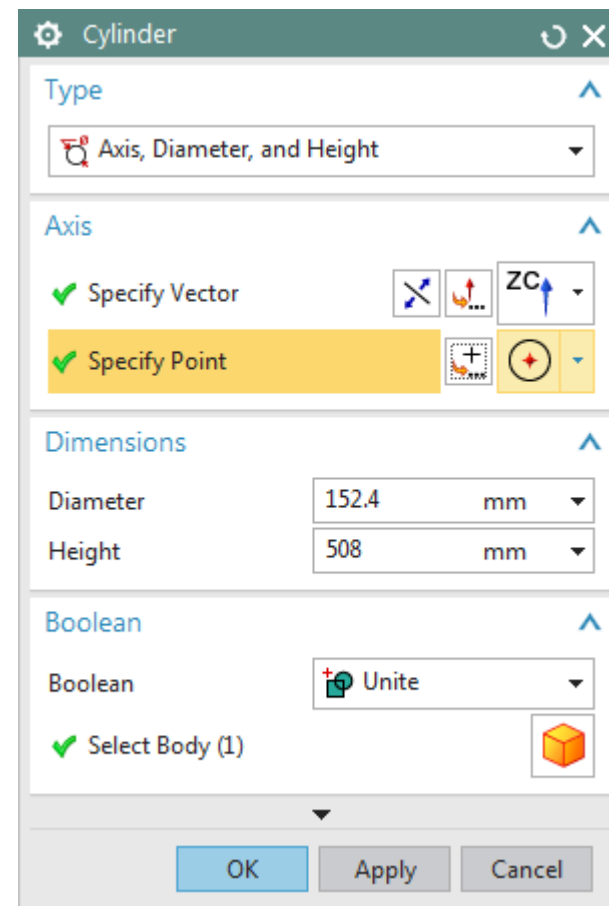 Cylinder
Type
Axis, Diameter, and Height
Axis
Specify Vector ZC
Specify Point
Dimensions
Diameter 152.4 mm
Height 508 mm
Boolean
Boolean Unite
Select Body (1)
OK Apply Cancel